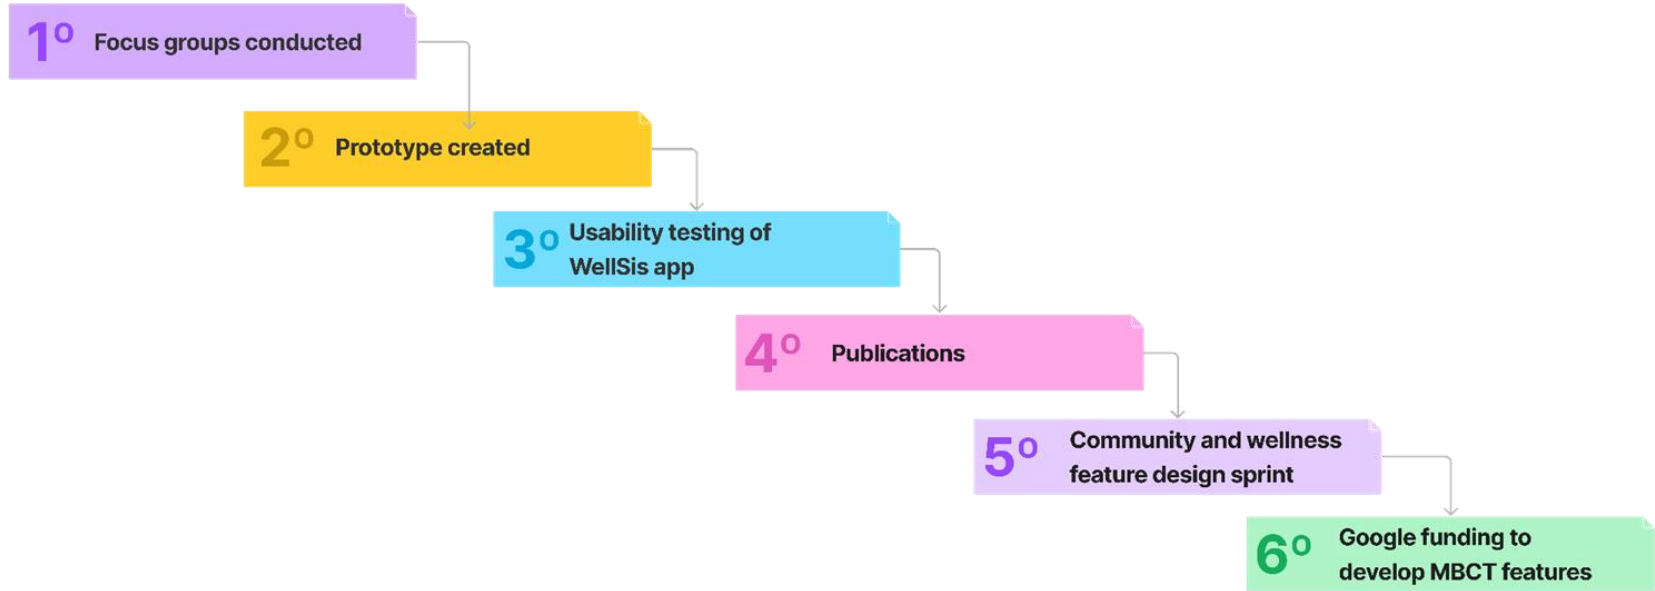 1º Focus groups conducted
2º Prototype created
3º Usability testing of
WellSis app
4º Publications
5º Community and wellness
feature design sprint
6º Google funding to
develop MBCT features